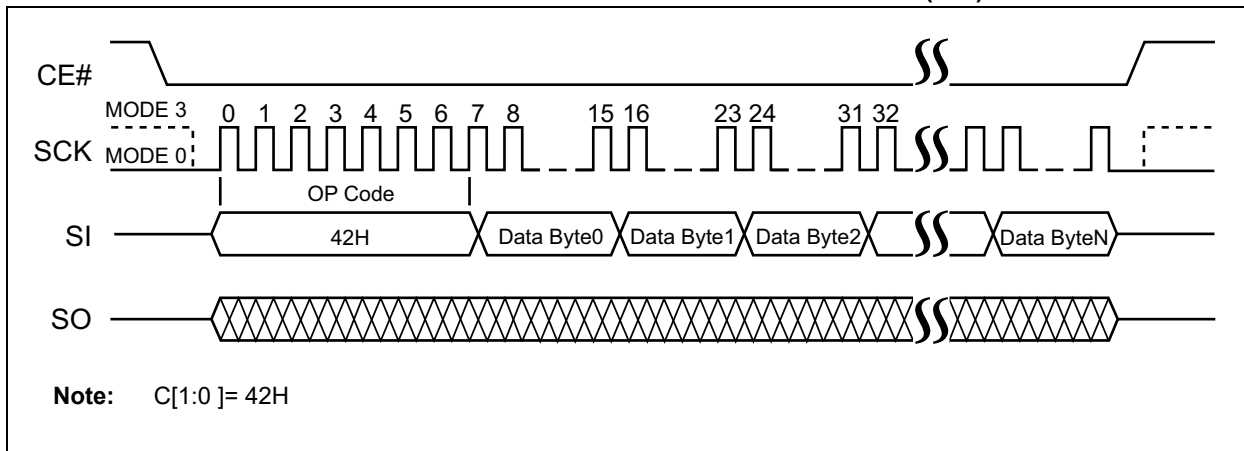 CE#
MODE 3
0 1 2 3 4 5 6 7 8 15 16 23 24 31 32
SCK
MODE 0
OP Code
SI
42H Data Byte0 Data Byte1 Data Byte2 Data ByteN
SO
Note: C[1:0 ]= 42H